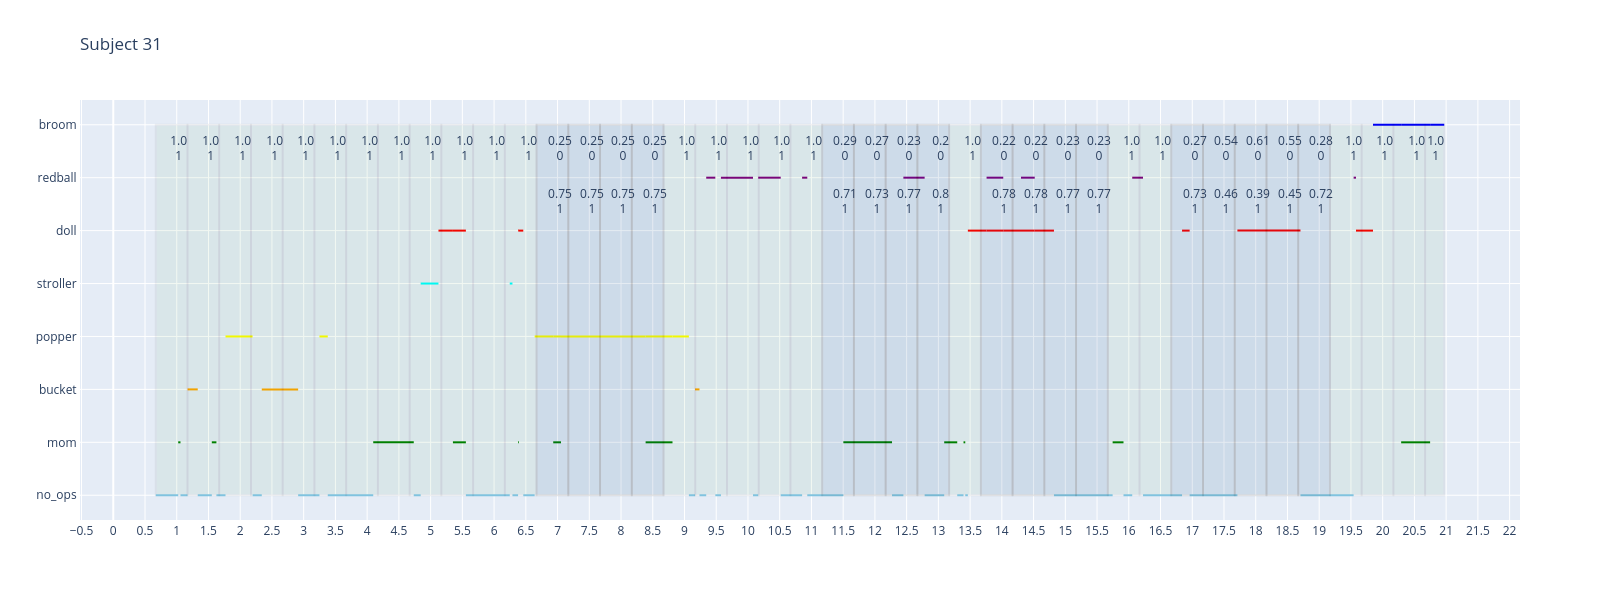 Subject 31
broom
1.0 1.0 1.0 1.0 1.0 1.0 1.0 1.0 1.0 1.0 1.0 1.0 0.25 0.25 0.25 0.25 1.0 1.0 1.0 1.0 1.0 0.29 0.27 0.23 0.2 1.0 0.22 0.22 0.23 0.23 1.0 1.0 0.27 0.54 0.61 0.55 0.28 1.0 1.0 1.0 1.0
1 1 1 1 1 1 1 1 1 1 1 1 0 0 0 0 1 1 1 1 1 0 0 0 0 1 0 0 0 0 1 1 0 0 0 0 0 1 1 1 1
redball
0.75 0.75 0.75 0.75 0.71 0.73 0.77 0.8 0.78 0.78 0.77 0.77 0.73 0.46 0.39 0.45 0.72
1 1 1 1 1 1 1 1 1 1 1 1 1 1 1 1 1
doll
stroller
popper
bucket
mom
no_ops
−0.5 0 0.5 1 1.5 2 2.5 3 3.5 4 4.5 5 5.5 6 6.5 7 7.5 8 8.5 9 9.5 10 10.5 11 11.5 12 12.5 13 13.5 14 14.5 15 15.5 16 16.5 17 17.5 18 18.5 19 19.5 20 20.5 21 21.5 22